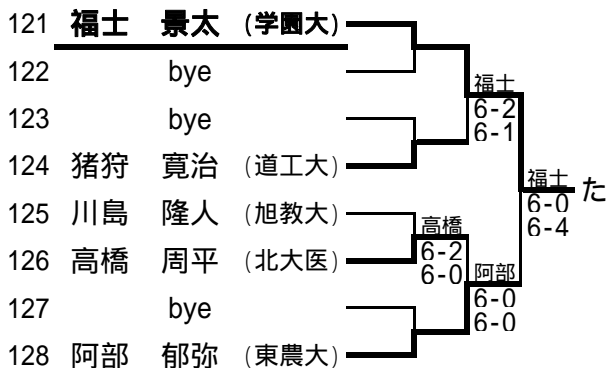 121 福士 景太 (学園大)
122 bye
福士
6-2
6-1
123 bye
124 猪狩 寛治 (道工大)
福士
6-0
6-4
た
125 川島 隆人 (旭教大)
高橋
6-2
6-0
126 高橋 周平 (北大医)
阿部
6-0
6-0
127 bye
128 阿部 郁弥 (東農大)